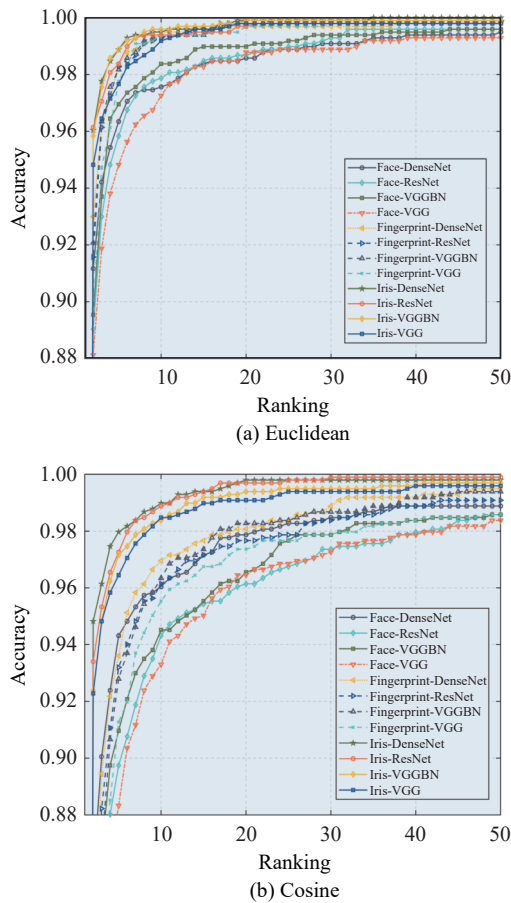 1.00
0.98
0.96
0.94
0.92
0.90
0.88
Accuracy
Face-DenseNet
Face-ResNet
Face-VGGBN
Face-VGG
Fingerprint-DenseNet
Fingerprint-ResNet
Fingerprint-VGGBN
Fingerprint-VGG
Iris-DenseNet
Iris-ResNet
Iris-VGGBN
Iris-VGG
10 20 30 40 50
Ranking
(a) Euclidean
1.00
0.98
0.96
0.94
0.92
0.90
0.88
Accuracy
Face-DenseNet
Face-ResNet
Face-VGGBN
Face-VGG
Fingerprint-DenseNet
Fingerprint-ResNet
Fingerprint-VGGBN
Fingerprint-VGG
Iris-DenseNet
Iris-ResNet
Iris-VGGBN
Iris-VGG
10 20 30 40 50
Ranking
(b) Cosine